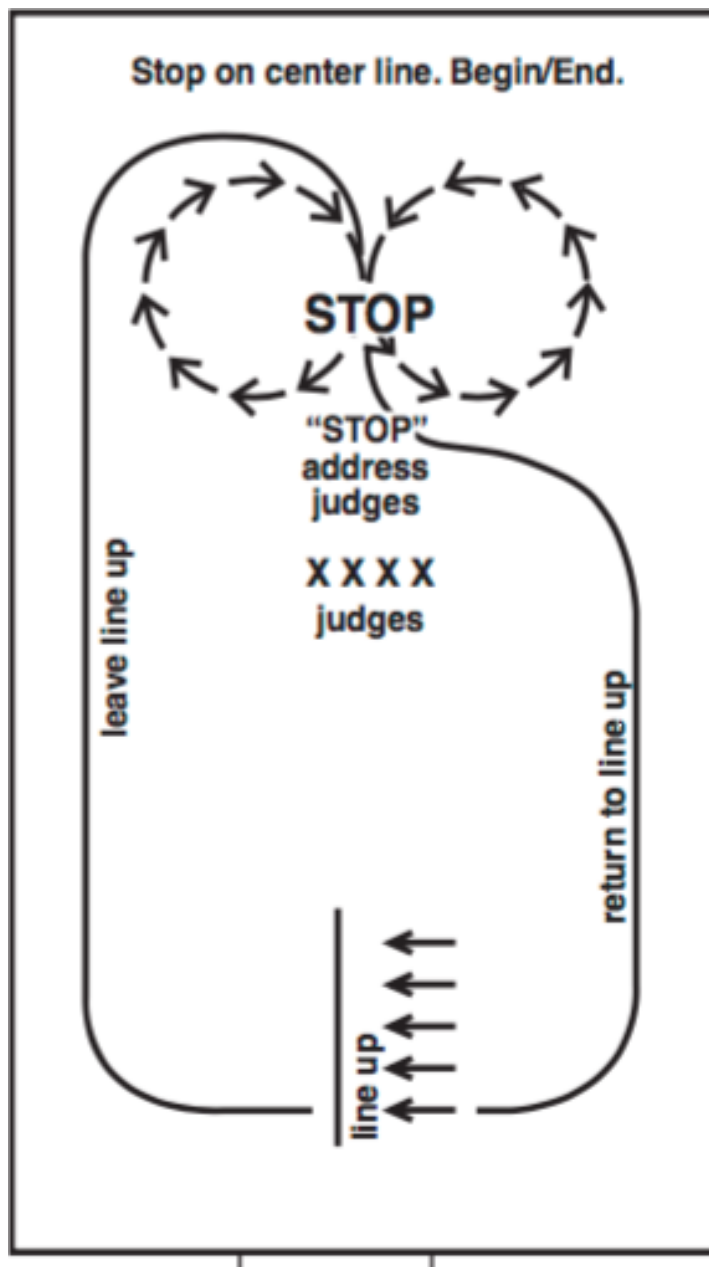 Stop on center line. Begin/End.
STOP
“STOP”
address
judges
X X X X
judges
leave line up
return to line up
line up